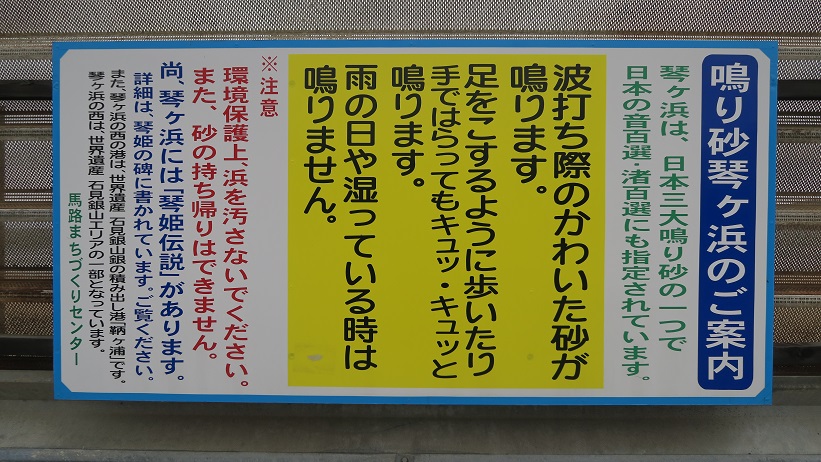 鳴り砂琴ヶ浜のご案内
琴ヶ浜は、日本三大鳴り砂の一つで
日本の音百選・渚百選にも指定されています。
波打ち際のかわいた砂が
鳴ります。
足をこするように歩いたり
手ではらってもキュッ・キュッと
鳴ります。
雨の日や湿っている時は
鳴りません。
※注意
環境保護上、浜を汚さないでください。
また、砂の持ち帰りはできません。
尚、琴ヶ浜には「琴姫伝説」があります。
詳細は、琴姫の碑に書かれています。ご覧ください。
また、琴ヶ浜の西の港は、世界遺産 石見銀山銀の積み出し港「鞆ヶ浦」です。
琴ヶ浜の西は、世界遺産 石見銀山エリアの一部となっています。
馬路まちづくりセンター